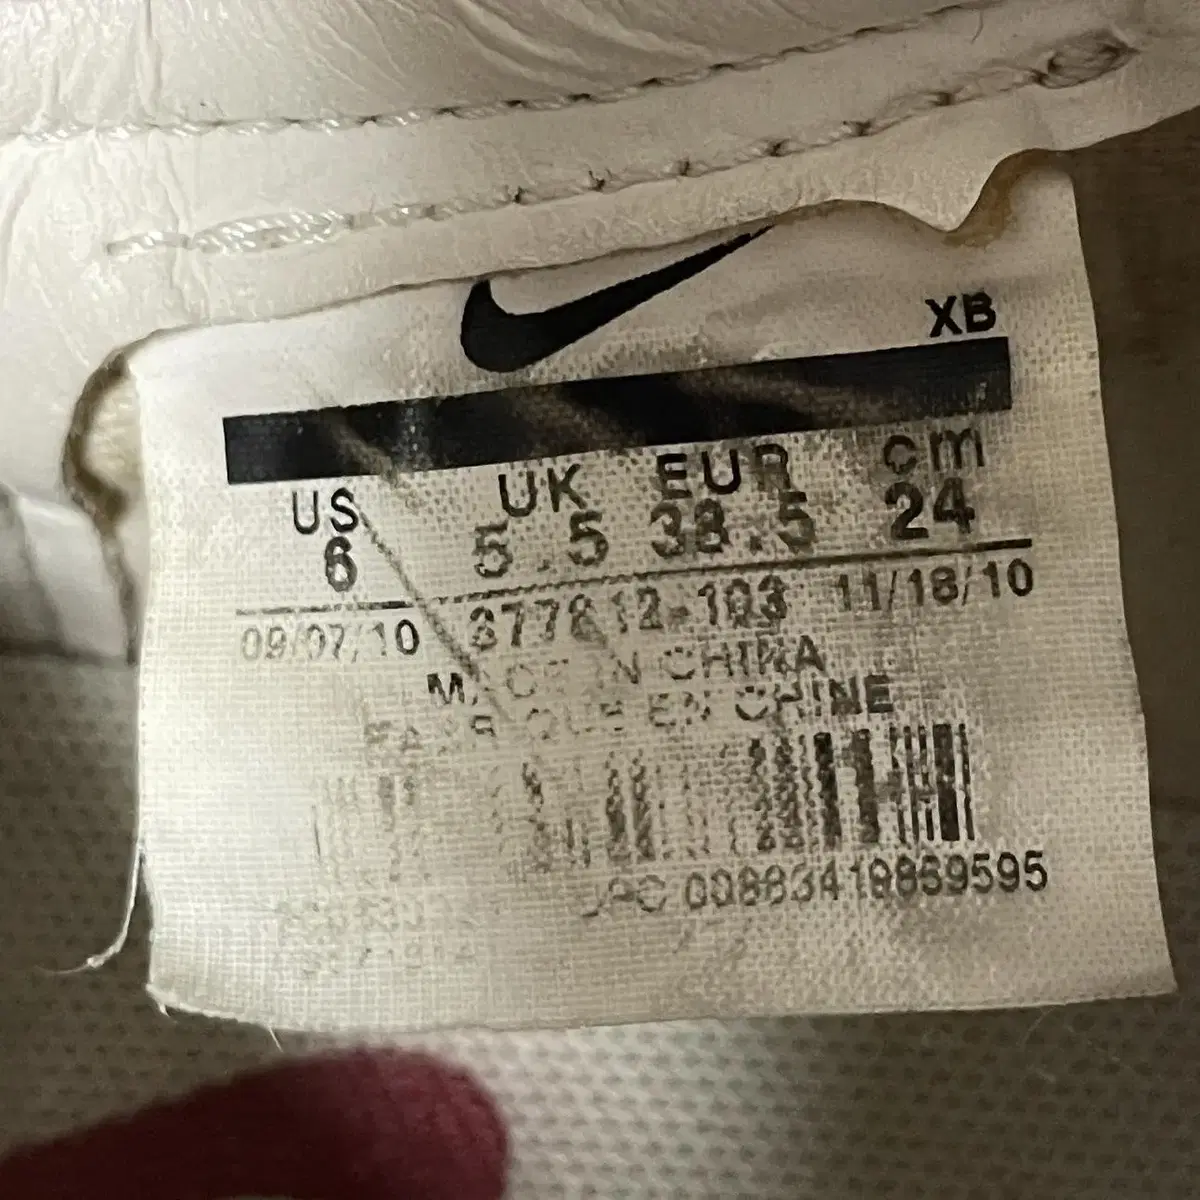 XB
US UK EUR cm
6 5.5 38.5 24
09/07/10 377812-103 11/18/10
MADE IN CHINA
FABRIQUE EN CHINE
UPC 00883419869595